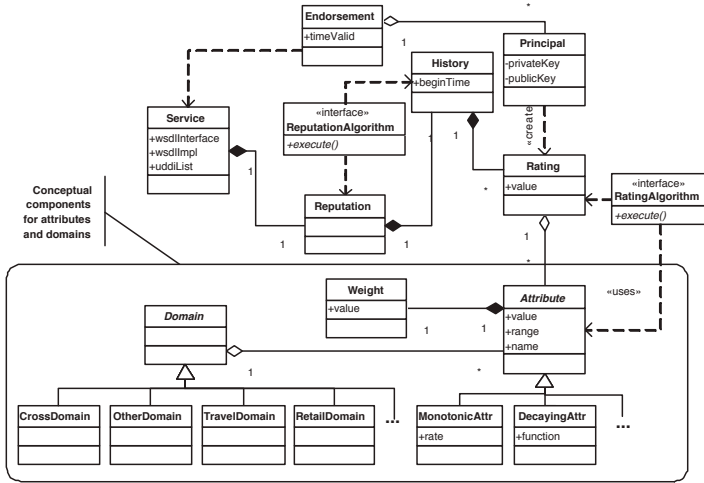 Endorsement
+timeValid
*
1
Principal
-privateKey
-publicKey
History
+beginTime
«interface»
ReputationAlgorithm
+execute()
Service
+wsdlInterface
+wsdlImpl
+uddiList
1
1
1
«create
Rating
+value
*
«interface»
RatingAlgorithm
+execute()
Conceptual
components
for attributes
and domains
Reputation
1
1
1
*
«uses»
Weight
+value
1
1
Attribute
+value
+range
+name
Domain
1
*
CrossDomain
OtherDomain
TravelDomain
RetailDomain
...
MonotonicAttr
+rate
DecayingAttr
+function
...